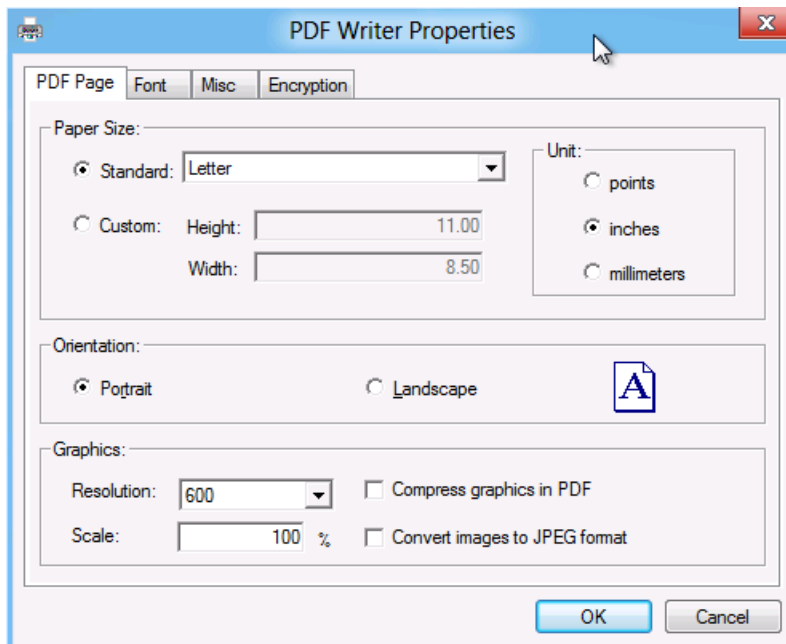 PDF Writer Properties
PDF Page Font Misc Encryption
Paper Size:
Standard: Letter
Custom: Height: 11.00
Width: 8.50
Unit:
points
inches
millimeters
Orientation:
Portrait
Landscape
A
Graphics:
Resolution: 600
Compress graphics in PDF
Scale: 100 %
Convert images to JPEG format
OK
Cancel